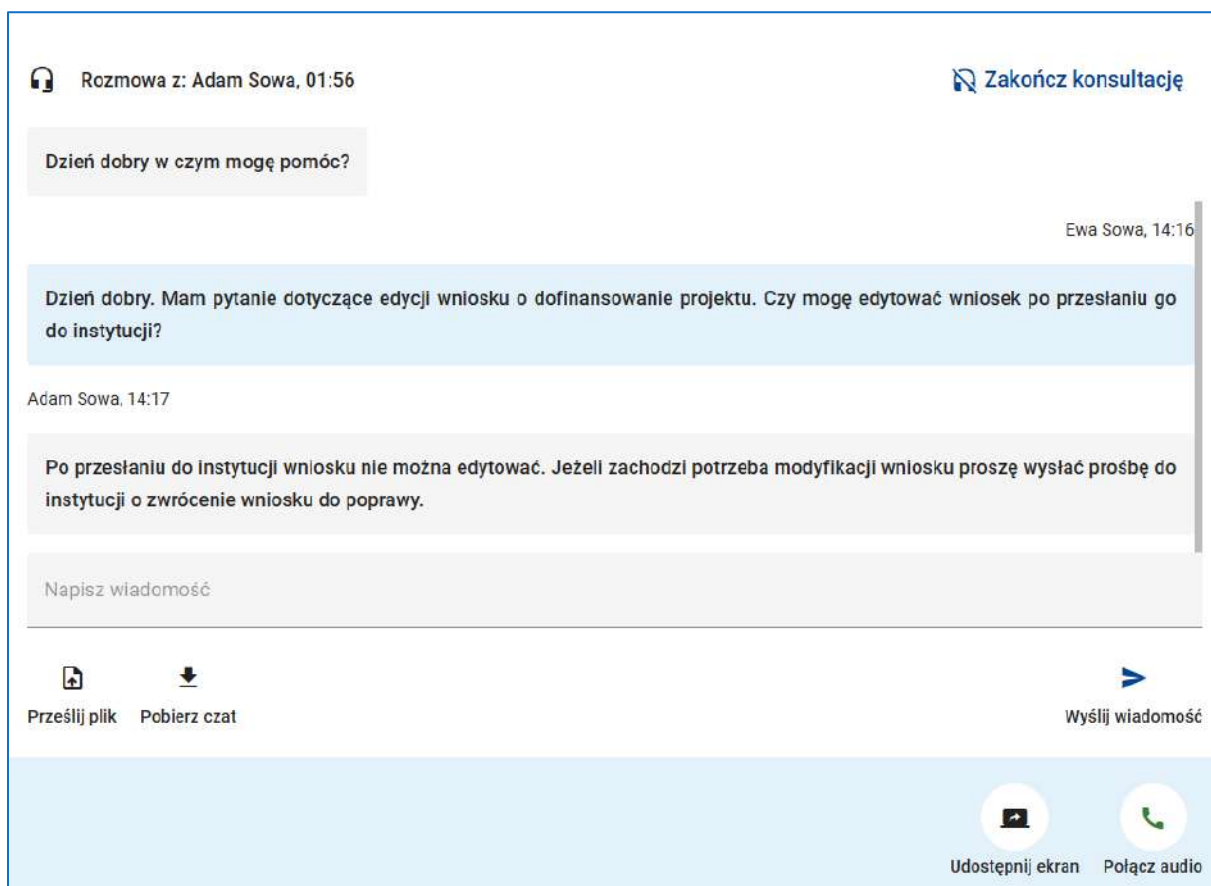 Rozmowa z: Adam Sowa, 01:56
Zakończ konsultację
Dzień dobry w czym mogę pomóc?
Ewa Sowa, 14:16
Dzień dobry. Mam pytanie dotyczące edycji wniosku o dofinansowanie projektu. Czy mogę edytować wniosek po przesłaniu go
do instytucji?
Adam Sowa, 14:17
Po przesłaniu do instytucji wniosku nie można edytować. Jeżeli zachodzi potrzeba modyfikacji wniosku proszę wysłać prośbę do
instytucji o zwrócenie wniosku do poprawy.
Napisz wiadomość
Prześlij plik
Pobierz czat
Wyślij wiadomość
Udostępnij ekran
Połącz audio